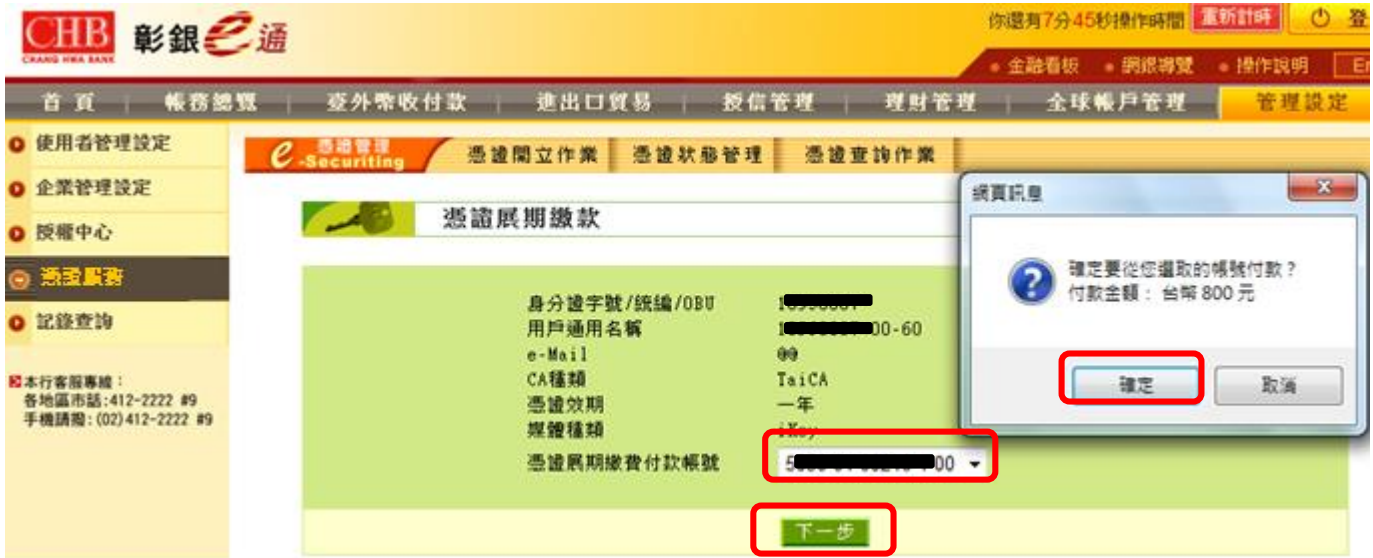 CHB
CHANG HWA BANK
彰銀e通
你還有7分45秒操作時間 重新計時 登
金融看板 網銀導覽 操作說明 En
首頁 帳務總覽 臺外幣收付款 進出口貿易 授信管理 理財管理 全球帳戶管理 管理設定
使用者管理設定
企業管理設定
授權中心
憑證服務
記錄查詢
本行客服專線：
各地區市話:412-2222 #9
手機請撥:(02)412-2222 #9
憑證管理
e-Securiting
憑證開立作業 憑證狀態管理 憑證查詢作業
憑證展期繳款
身分證字號/統編/OBU
用戶通用名稱 00-60
e-Mail @@
CA種類 TaiCA
憑證效期 一年
媒體種類 iKey
憑證展期繳費付款帳號 00
下一步
網頁訊息
確定要從您選取的帳號付款？
付款金額： 台幣 800 元
確定 取消